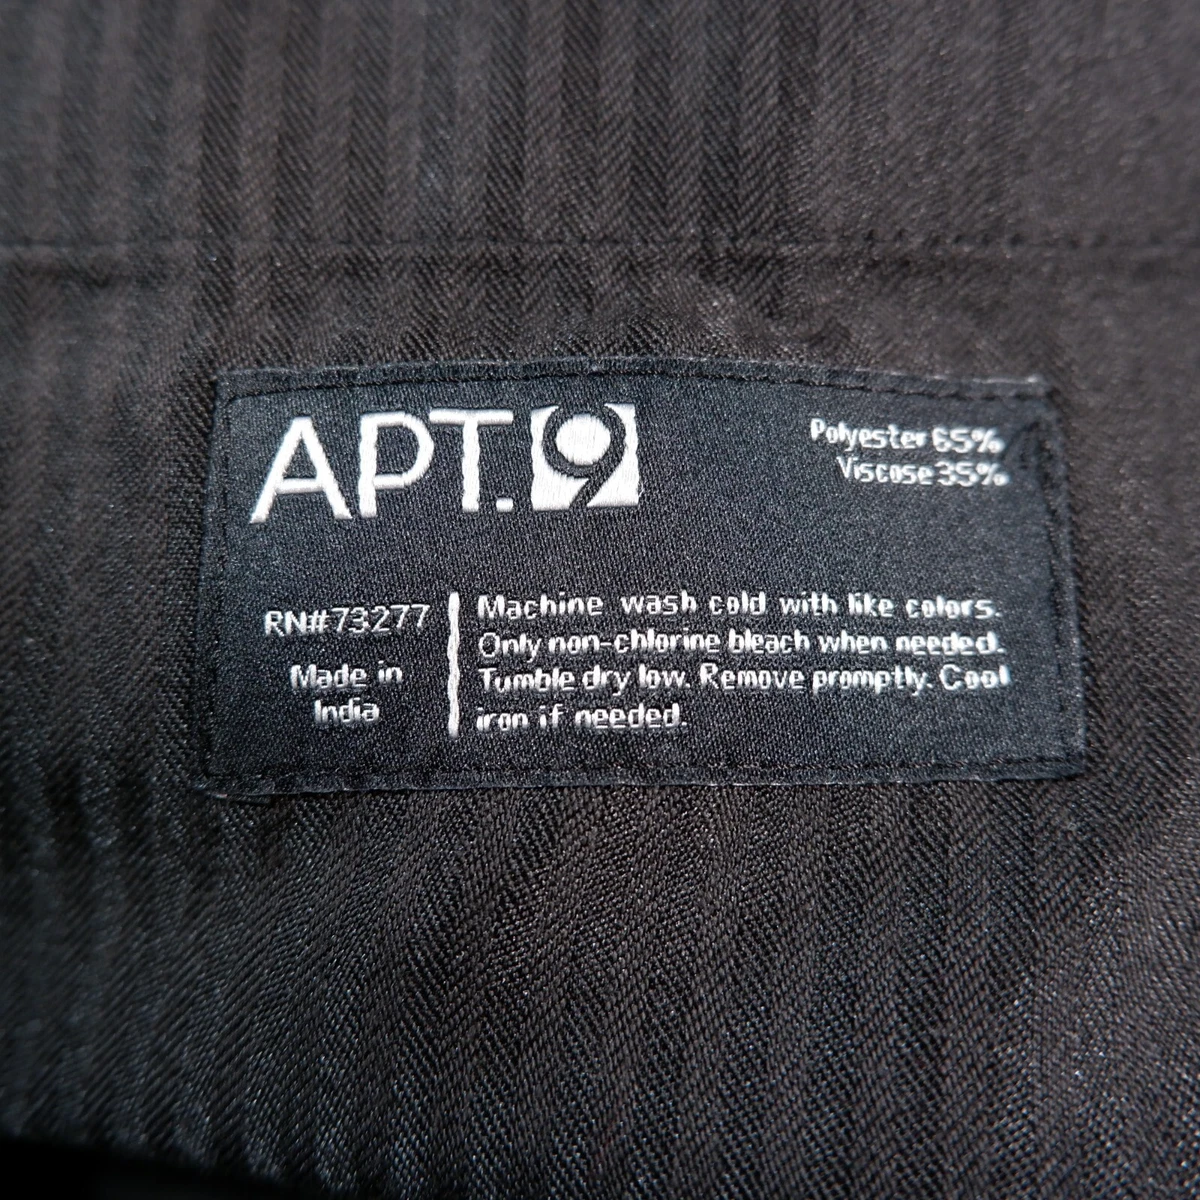 APT. 9
Polyester 65%
Viscose 35%
RN#73277
Made in
India
Machine wash cold with like colors.
Only non-chlorine bleach when needed.
Tumble dry low. Remove promptly. Cool
iron if needed.